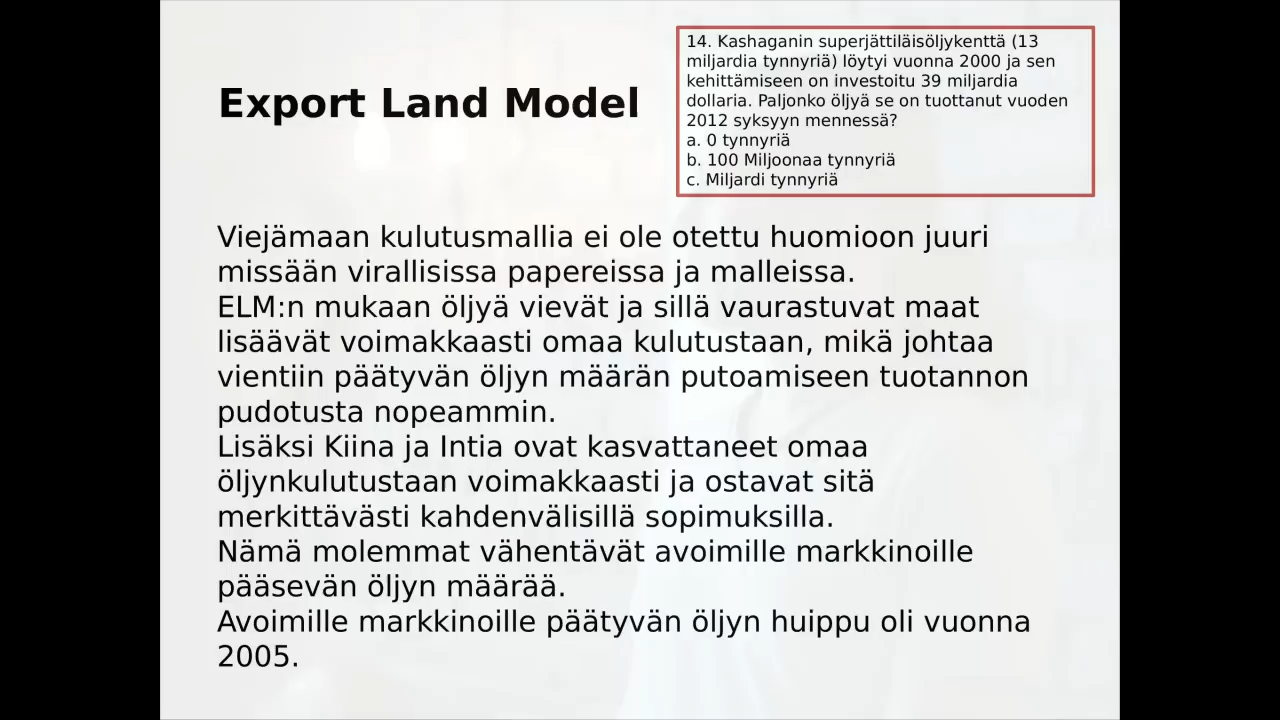 Export Land Model
14. Kashaganin superjättiläisöljykenttä (13
miljardia tynnyriä) löytyi vuonna 2000 ja sen
kehittämiseen on investoitu 39 miljardia
dollaria. Paljonko öljyä se on tuottanut vuoden
2012 syksyyn mennessä?
a. 0 tynnyriä
b. 100 Miljoonaa tynnyriä
c. Miljardi tynnyriä
Viejämaan kulutusmallia ei ole otettu huomioon juuri
missään virallisissa papereissa ja malleissa.
ELM:n mukaan öljyä vievät ja sillä vaurastuvat maat
lisäävät voimakkaasti omaa kulutustaan, mikä johtaa
vientiin päätyvän öljyn määrän putoamiseen tuotannon
pudotusta nopeammin.
Lisäksi Kiina ja Intia ovat kasvattaneet omaa
öljynkulutustaan voimakkaasti ja ostavat sitä
merkittävästi kahdenvälisillä sopimuksilla.
Nämä molemmat vähentävät avoimille markkinoille
pääsevän öljyn määrää.
Avoimille markkinoille päätyvän öljyn huippu oli vuonna
2005.